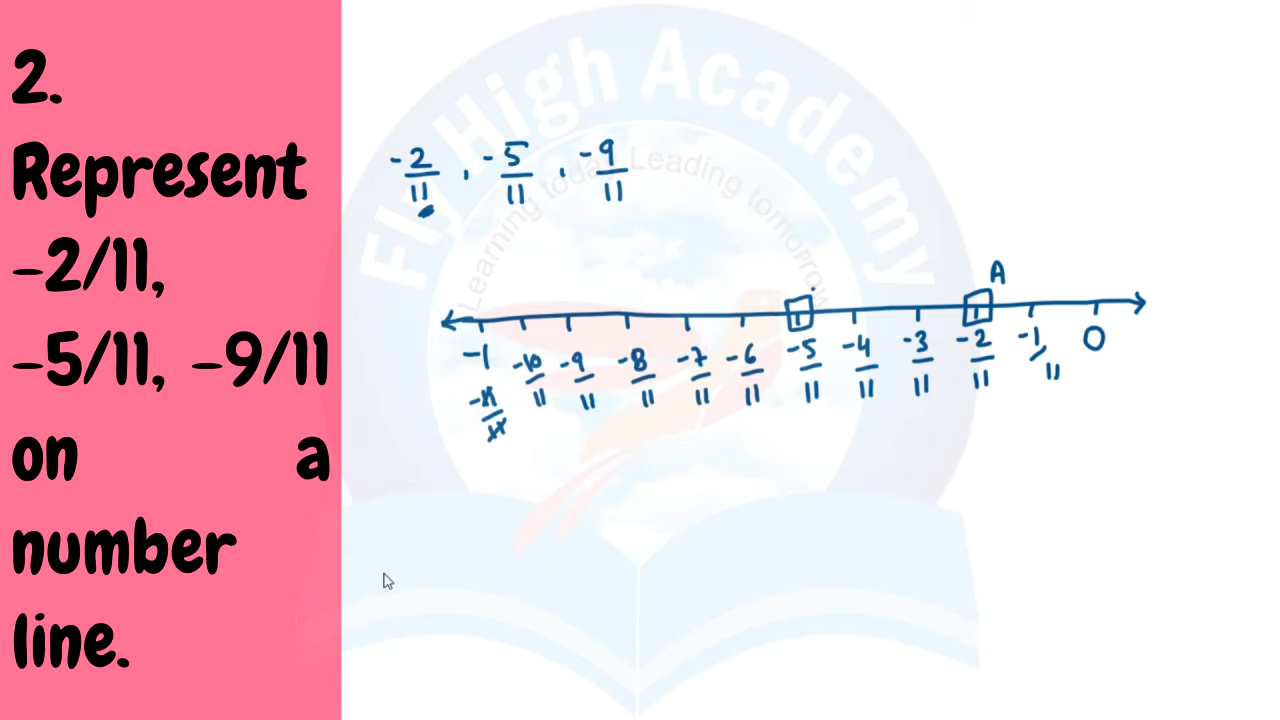 2.
Represent
-2/11,
-5/11, -9/11
on a
number
line.
Fly High Academy
Learning today, Leading tomorrow
-2/11, -5/11, -9/11
A
-1 -10/11 -9/11 -8/11 -7/11 -6/11 -5/11 -4/11 -3/11 -2/11 -1/11 0
-11/11